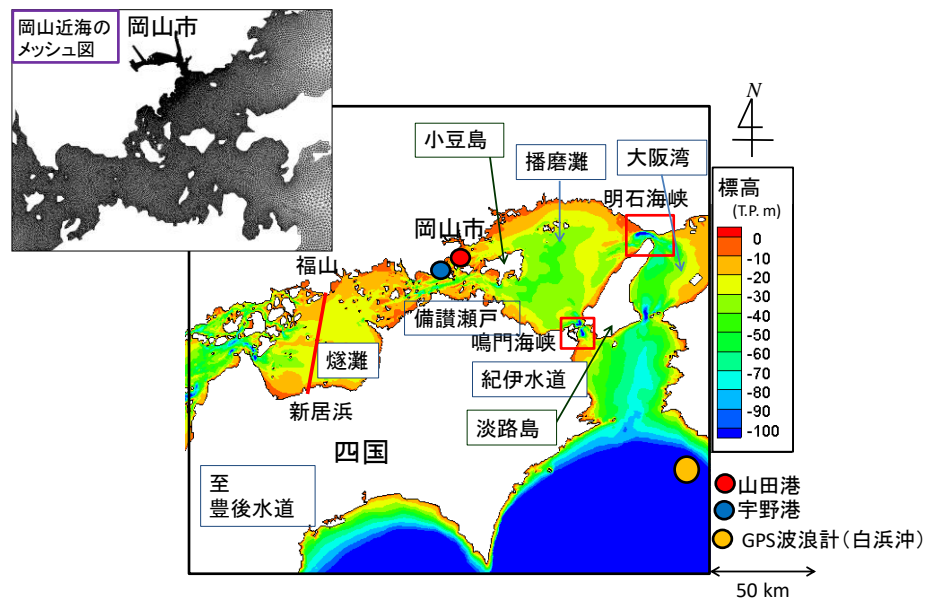 岡山近海の
メッシュ図
岡山市
N
小豆島
播磨灘
大阪湾
明石海峡
標高
(T.P. m)
0
-10
-20
-30
-40
-50
-60
-70
-80
-90
-100
岡山市
福山
備讃瀬戸
鳴門海峡
燧灘
紀伊水道
新居浜
淡路島
四国
至
豊後水道
山田港
宇野港
GPS波浪計(白浜沖)
50 km